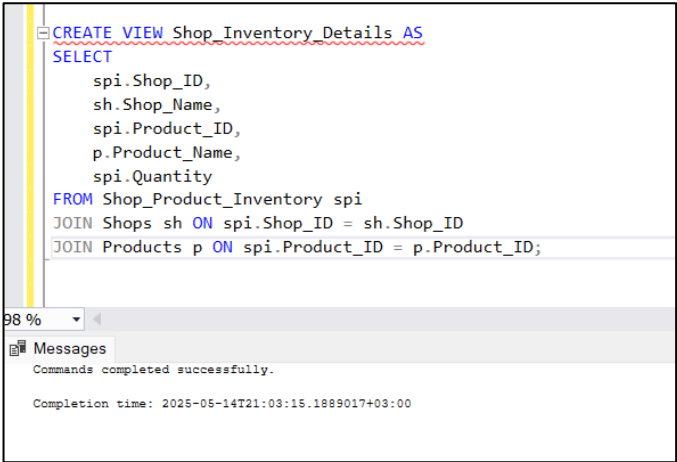 CREATE VIEW Shop_Inventory_Details AS
SELECT
spi.Shop_ID,
sh.Shop_Name,
spi.Product_ID,
p.Product_Name,
spi.Quantity
FROM Shop_Product_Inventory spi
JOIN Shops sh ON spi.Shop_ID = sh.Shop_ID
JOIN Products p ON spi.Product_ID = p.Product_ID;
98 %
Messages
Commands completed successfully.
Completion time: 2025-05-14T21:03:15.1889017+03:00